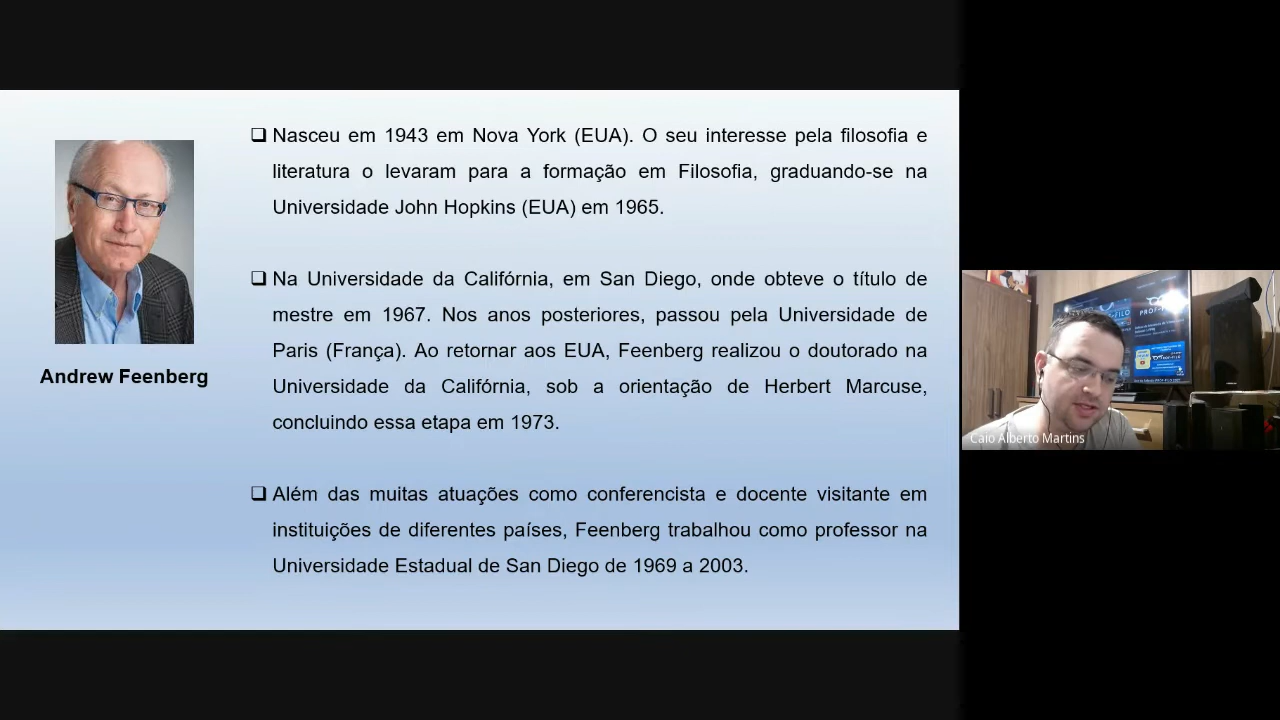 ❑ Nasceu em 1943 em Nova York (EUA). O seu interesse pela filosofia e
literatura o levaram para a formação em Filosofia, graduando-se na
Universidade John Hopkins (EUA) em 1965.
❑ Na Universidade da Califórnia, em San Diego, onde obteve o título de
mestre em 1967. Nos anos posteriores, passou pela Universidade de
Paris (França). Ao retornar aos EUA, Feenberg realizou o doutorado na
Universidade da Califórnia, sob a orientação de Herbert Marcuse,
concluindo essa etapa em 1973.
❑ Além das muitas atuações como conferencista e docente visitante em
instituições de diferentes países, Feenberg trabalhou como professor na
Universidade Estadual de San Diego de 1969 a 2003.
Andrew Feenberg
PROF-FILO
Caio Alberto Martins